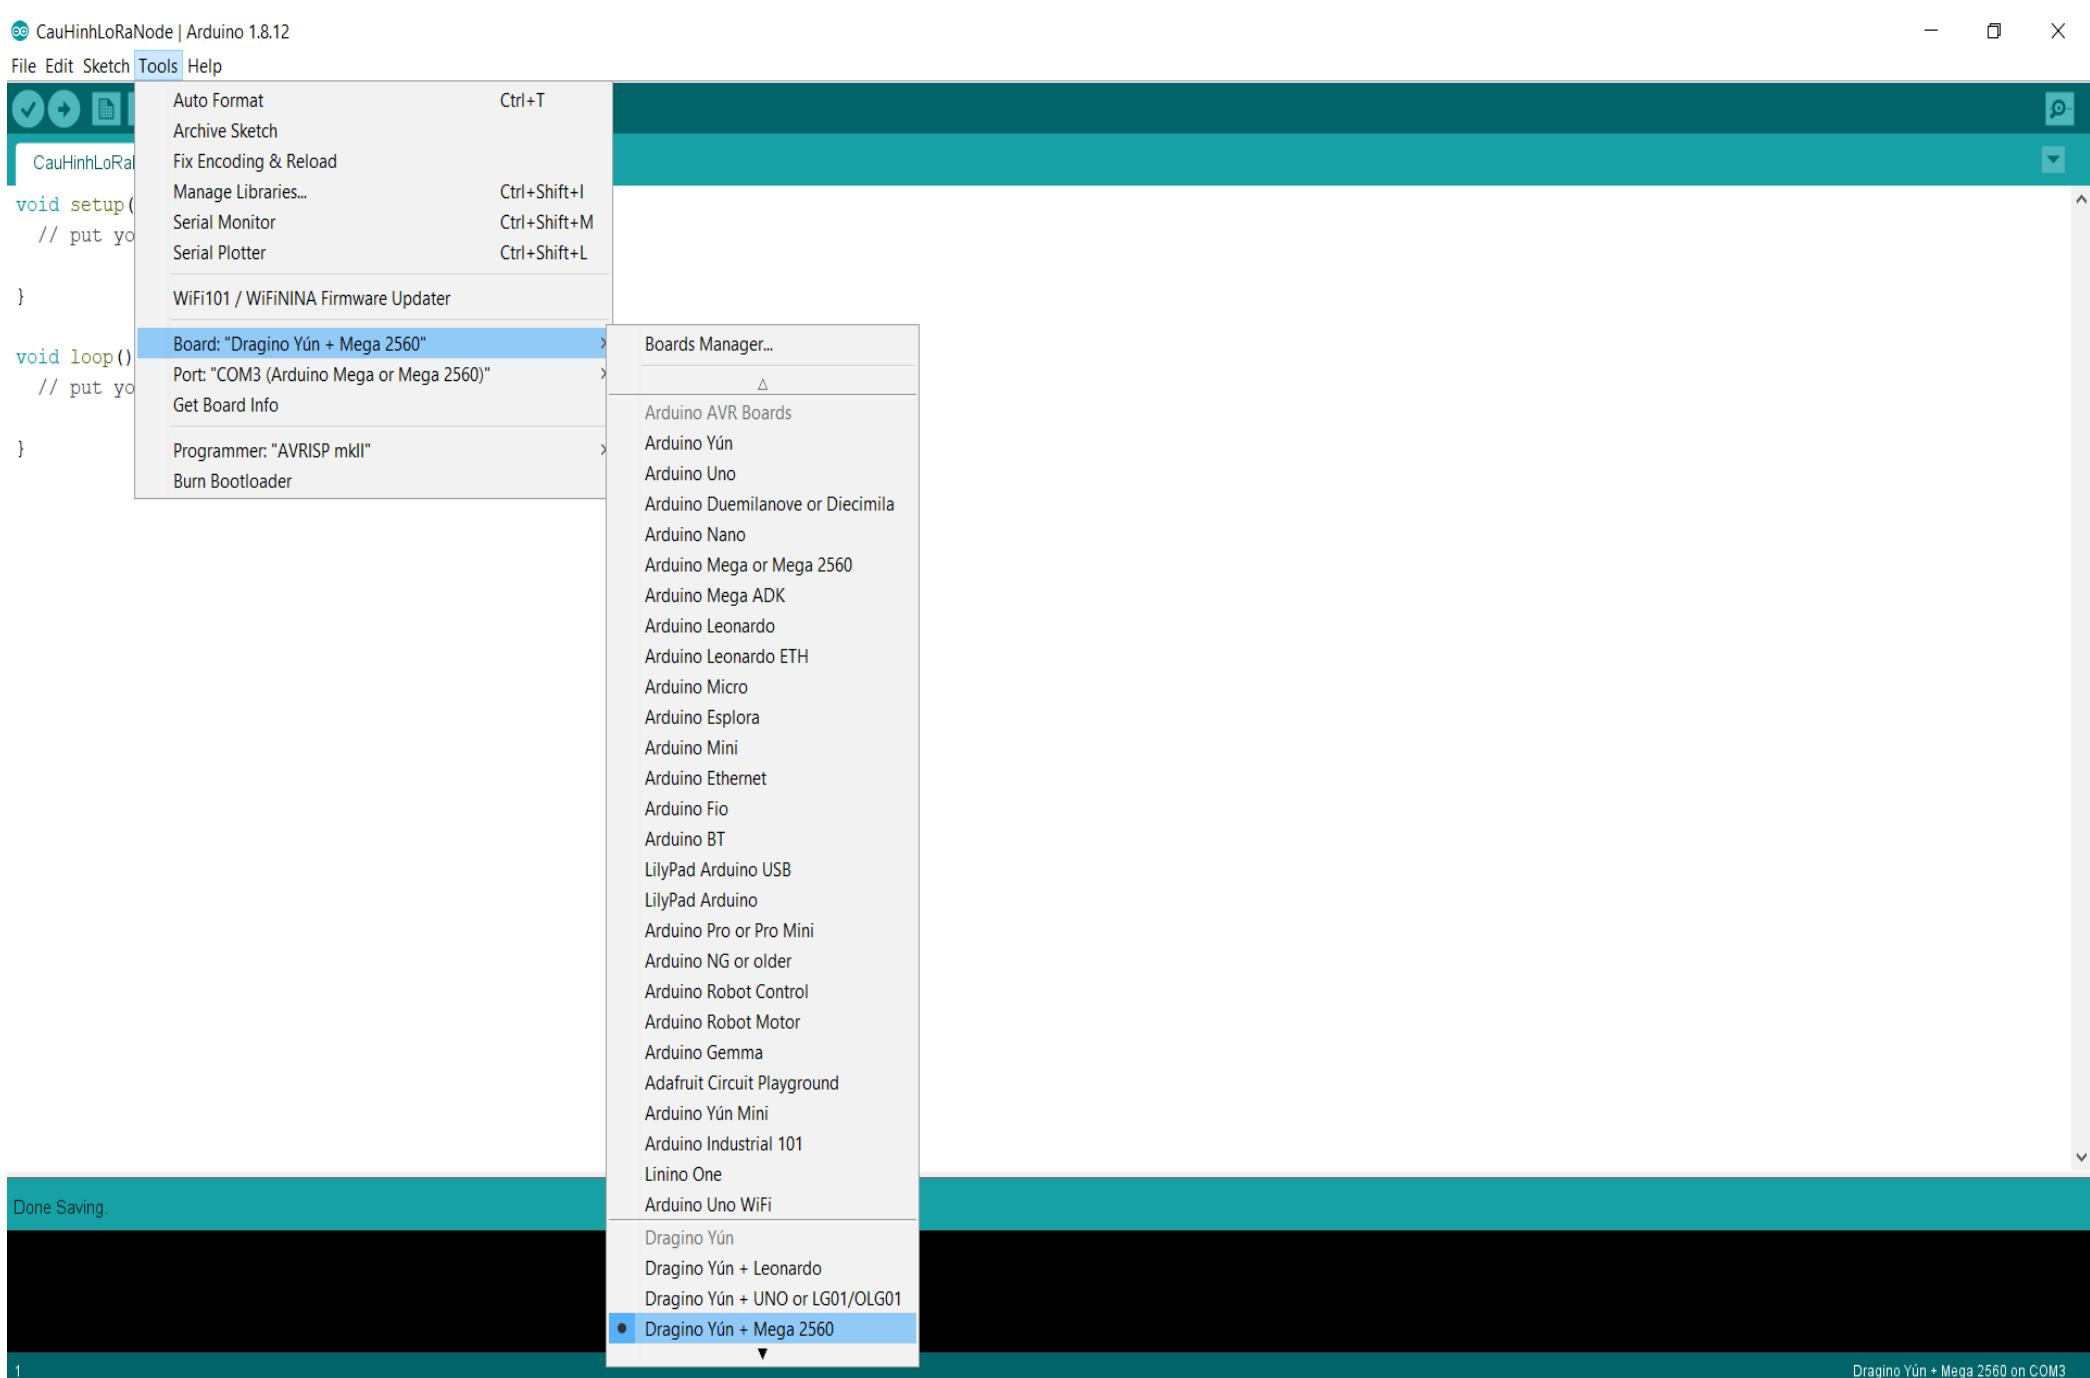 CauHinhLoRaNode | Arduino 1.8.12
File Edit Sketch Tools Help
CauHinhLoRa
void setup(
// put yo
}
void loop()
// put yo
}
Auto Format Ctrl+T
Archive Sketch
Fix Encoding & Reload
Manage Libraries... Ctrl+Shift+I
Serial Monitor Ctrl+Shift+M
Serial Plotter Ctrl+Shift+L
WiFi101 / WiFiNINA Firmware Updater
Board: "Dragino Yún + Mega 2560"
Port: "COM3 (Arduino Mega or Mega 2560)"
Get Board Info
Programmer: "AVRISP mkII"
Burn Bootloader
Boards Manager...
Arduino AVR Boards
Arduino Yún
Arduino Uno
Arduino Duemilanove or Diecimila
Arduino Nano
Arduino Mega or Mega 2560
Arduino Mega ADK
Arduino Leonardo
Arduino Leonardo ETH
Arduino Micro
Arduino Esplora
Arduino Mini
Arduino Ethernet
Arduino Fio
Arduino BT
LilyPad Arduino USB
LilyPad Arduino
Arduino Pro or Pro Mini
Arduino NG or older
Arduino Robot Control
Arduino Robot Motor
Arduino Gemma
Adafruit Circuit Playground
Arduino Yún Mini
Arduino Industrial 101
Linino One
Arduino Uno WiFi
Dragino Yún
Dragino Yún + Leonardo
Dragino Yún + UNO or LG01/OLG01
Dragino Yún + Mega 2560
Done Saving.
1
Dragino Yún + Mega 2560 on COM3